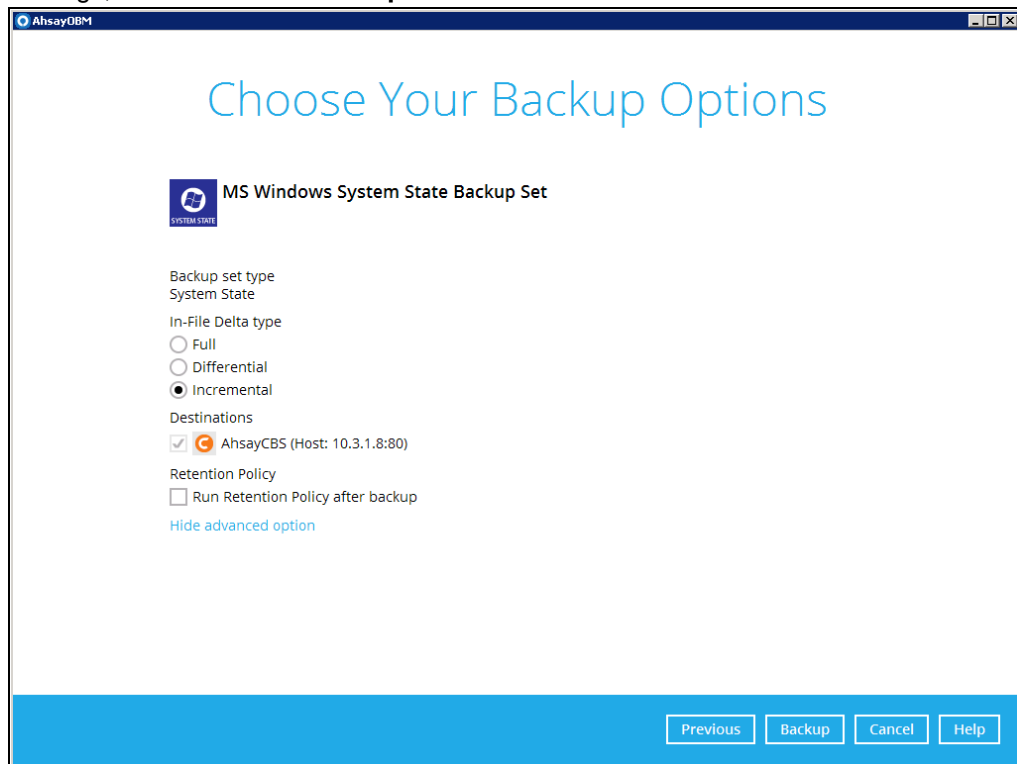 AhsayOBM
Choose Your Backup Options
MS Windows System State Backup Set
SYSTEM STATE
Backup set type
System State
In-File Delta type
Full
Differential
Incremental
Destinations
AhsayCBS (Host: 10.3.1.8:80)
Retention Policy
Run Retention Policy after backup
Hide advanced option
Previous Backup Cancel Help